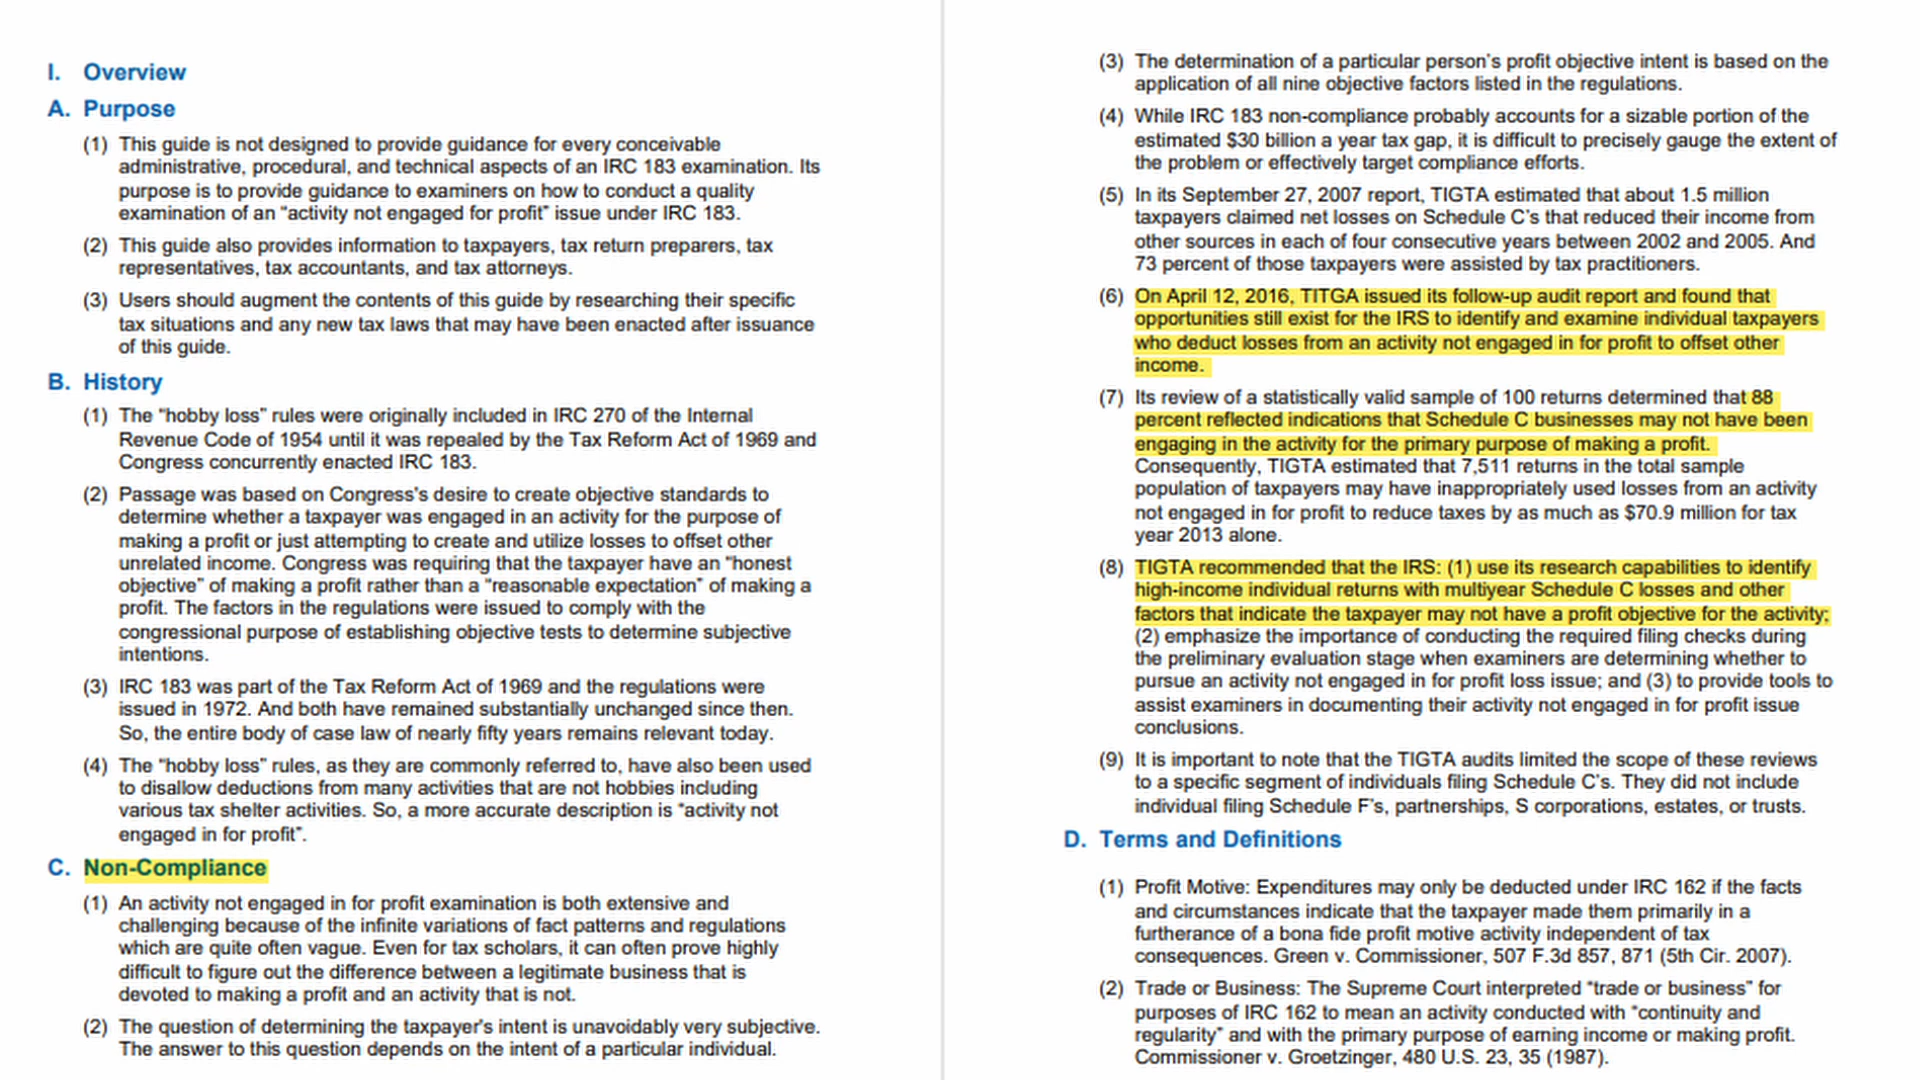 I. Overview
A. Purpose
(1) This guide is not designed to provide guidance for every conceivable
administrative, procedural, and technical aspects of an IRC 183 examination. Its
purpose is to provide guidance to examiners on how to conduct a quality
examination of an “activity not engaged for profit” issue under IRC 183.
(2) This guide also provides information to taxpayers, tax return preparers, tax
representatives, tax accountants, and tax attorneys.
(3) Users should augment the contents of this guide by researching their specific
tax situations and any new tax laws that may have been enacted after issuance
of this guide.
B. History
(1) The “hobby loss” rules were originally included in IRC 270 of the Internal
Revenue Code of 1954 until it was repealed by the Tax Reform Act of 1969 and
Congress concurrently enacted IRC 183.
(2) Passage was based on Congress’s desire to create objective standards to
determine whether a taxpayer was engaged in an activity for the purpose of
making a profit or just attempting to create and utilize losses to offset other
unrelated income. Congress was requiring that the taxpayer have an “honest
objective” of making a profit rather than a “reasonable expectation” of making a
profit. The factors in the regulations were issued to comply with the
congressional purpose of establishing objective tests to determine subjective
intentions.
(3) IRC 183 was part of the Tax Reform Act of 1969 and the regulations were
issued in 1972. And both have remained substantially unchanged since then.
So, the entire body of case law of nearly fifty years remains relevant today.
(4) The “hobby loss” rules, as they are commonly referred to, have also been used
to disallow deductions from many activities that are not hobbies including
various tax shelter activities. So, a more accurate description is “activity not
engaged in for profit”.
C. Non-Compliance
(1) An activity not engaged in for profit examination is both extensive and
challenging because of the infinite variations of fact patterns and regulations
which are quite often vague. Even for tax scholars, it can often prove highly
difficult to figure out the difference between a legitimate business that is
devoted to making a profit and an activity that is not.
(2) The question of determining the taxpayer’s intent is unavoidably very subjective.
The answer to this question depends on the intent of a particular individual.
(3) The determination of a particular person’s profit objective intent is based on the
application of all nine objective factors listed in the regulations.
(4) While IRC 183 non-compliance probably accounts for a sizable portion of the
estimated $30 billion a year tax gap, it is difficult to precisely gauge the extent of
the problem or effectively target compliance efforts.
(5) In its September 27, 2007 report, TIGTA estimated that about 1.5 million
taxpayers claimed net losses on Schedule C’s that reduced their income from
other sources in each of four consecutive years between 2002 and 2005. And
73 percent of those taxpayers were assisted by tax practitioners.
(6) On April 12, 2016, TITGA issued its follow-up audit report and found that
opportunities still exist for the IRS to identify and examine individual taxpayers
who deduct losses from an activity not engaged in for profit to offset other
income.
(7) Its review of a statistically valid sample of 100 returns determined that 88
percent reflected indications that Schedule C businesses may not have been
engaging in the activity for the primary purpose of making a profit.
Consequently, TIGTA estimated that 7,511 returns in the total sample
population of taxpayers may have inappropriately used losses from an activity
not engaged in for profit to reduce taxes by as much as $70.9 million for tax
year 2013 alone.
(8) TIGTA recommended that the IRS: (1) use its research capabilities to identify
high-income individual returns with multiyear Schedule C losses and other
factors that indicate the taxpayer may not have a profit objective for the activity;
(2) emphasize the importance of conducting the required filing checks during
the preliminary evaluation stage when examiners are determining whether to
pursue an activity not engaged in for profit loss issue; and (3) to provide tools to
assist examiners in documenting their activity not engaged in for profit issue
conclusions.
(9) It is important to note that the TIGTA audits limited the scope of these reviews
to a specific segment of individuals filing Schedule C’s. They did not include
individual filing Schedule F’s, partnerships, S corporations, estates, or trusts.
D. Terms and Definitions
(1) Profit Motive: Expenditures may only be deducted under IRC 162 if the facts
and circumstances indicate that the taxpayer made them primarily in a
furtherance of a bona fide profit motive activity independent of tax
consequences. Green v. Commissioner, 507 F.3d 857, 871 (5th Cir. 2007).
(2) Trade or Business: The Supreme Court interpreted “trade or business” for
purposes of IRC 162 to mean an activity conducted with “continuity and
regularity” and with the primary purpose of earning income or making profit.
Commissioner v. Groetzinger, 480 U.S. 23, 35 (1987).